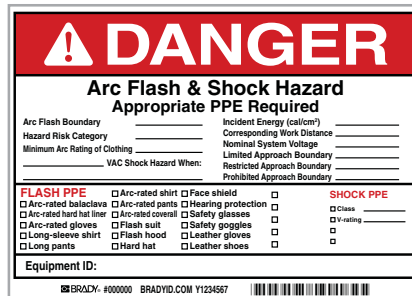 DANGER
Arc Flash & Shock Hazard
Appropriate PPE Required
Arc Flash Boundary
Hazard Risk Category
Minimum Arc Rating of Clothing
VAC Shock Hazard When:
Incident Energy (cal/cm²)
Corresponding Work Distance
Nominal System Voltage
Limited Approach Boundary
Restricted Approach Boundary
Prohibited Approach Boundary
FLASH PPE
Arc-rated balaclava
Arc-rated hard hat liner
Arc-rated gloves
Long-sleeve shirt
Long pants
Arc-rated shirt
Arc-rated pants
Arc-rated coverall
Flash suit
Flash hood
Hard hat
Face shield
Hearing protection
Safety glasses
Safety goggles
Leather gloves
Leather shoes
SHOCK PPE
Class
V-rating
Equipment ID:
BRADY® #000000 BRADYID.COM Y1234567